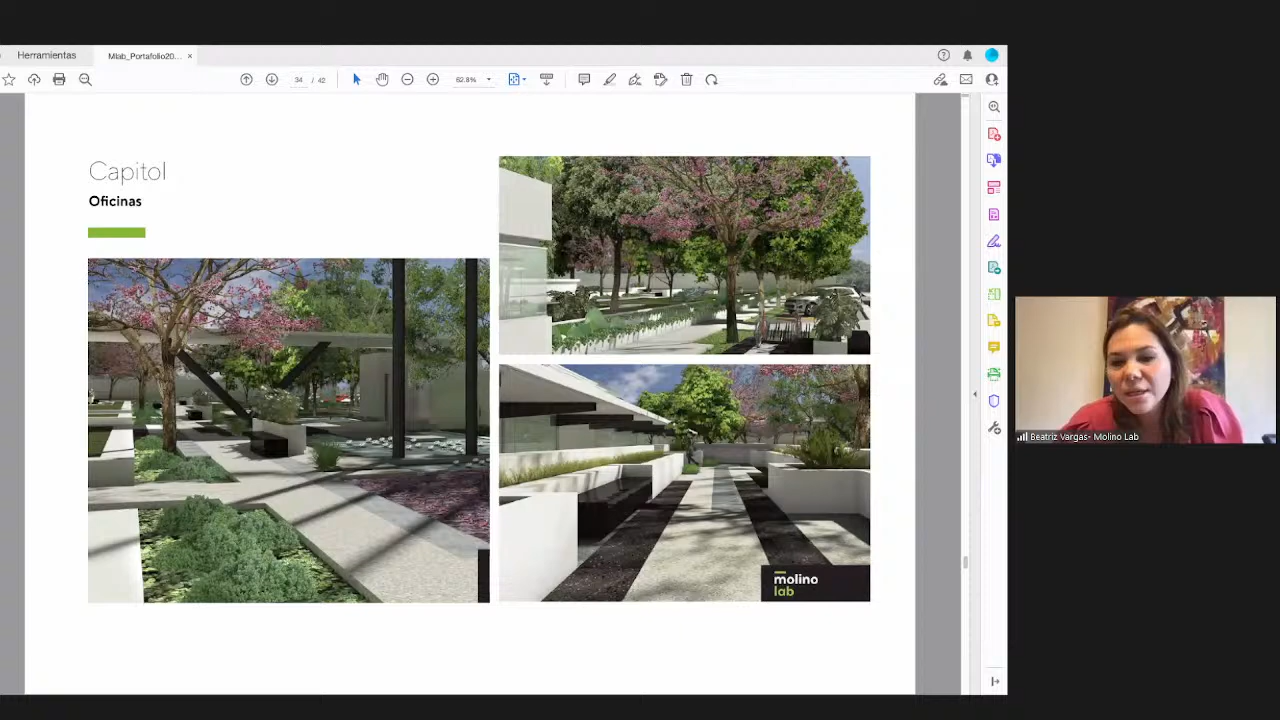 Herramientas
Mlab_Portafolio20... ×
34 / 42
62.8%
Capitol
Oficinas
molino
lab
Beatriz Vargas- Molino Lab